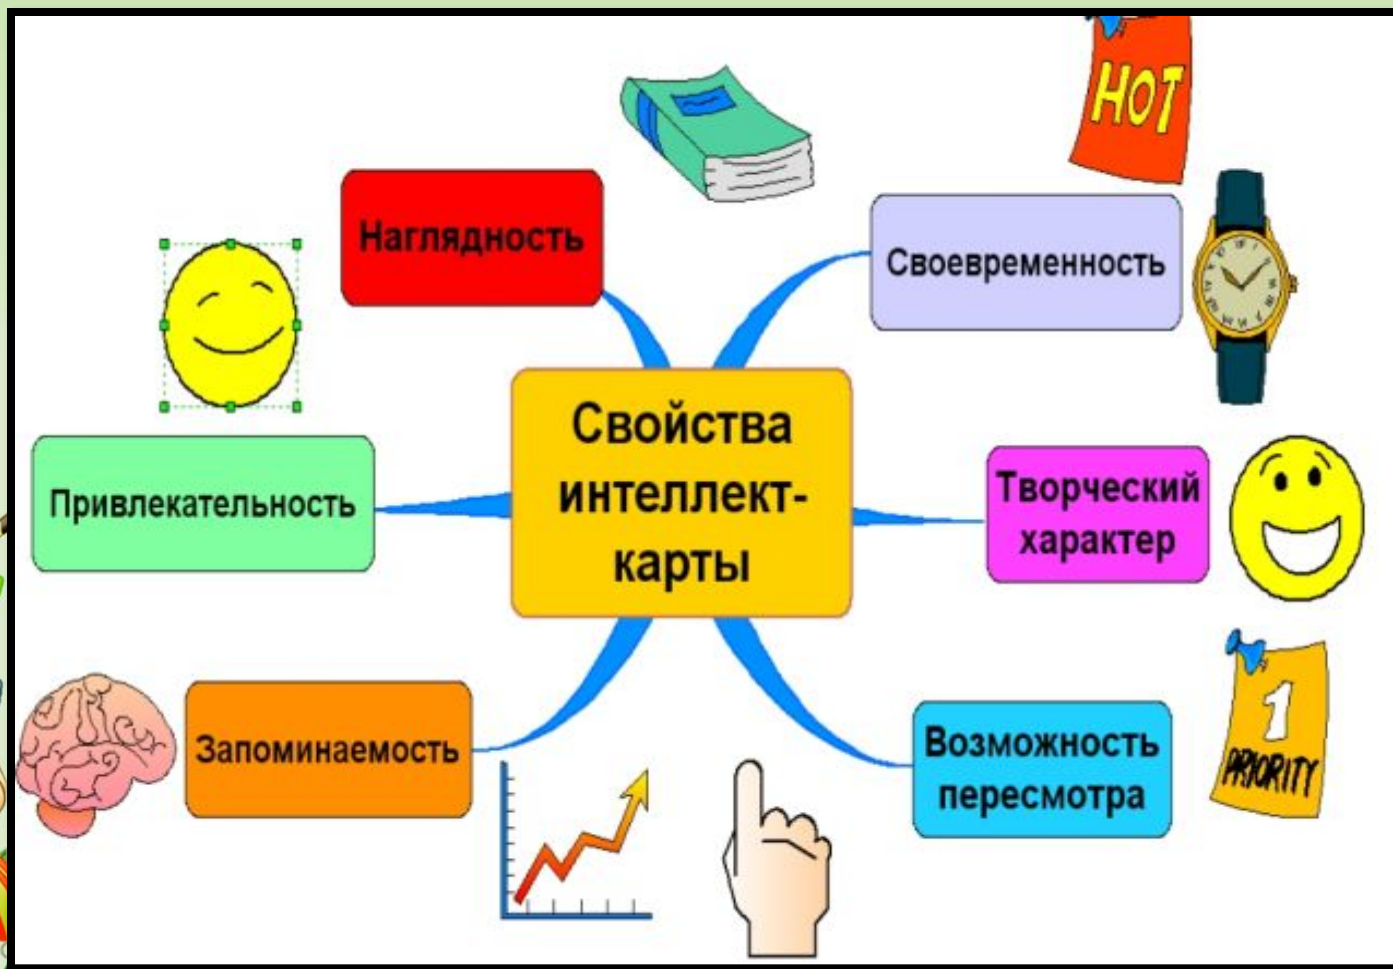 HOT
Наглядность
Своевременность
Свойства
интеллект-
карты
Привлекательность
Творческий
характер
Запоминаемость
Возможность
пересмотра
1
PRIORITY